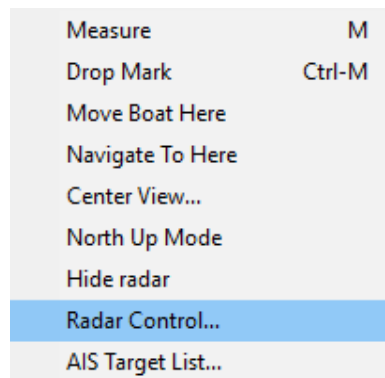 Measure M
Drop Mark Ctrl-M
Move Boat Here
Navigate To Here
Center View...
North Up Mode
Hide radar
Radar Control...
AIS Target List...